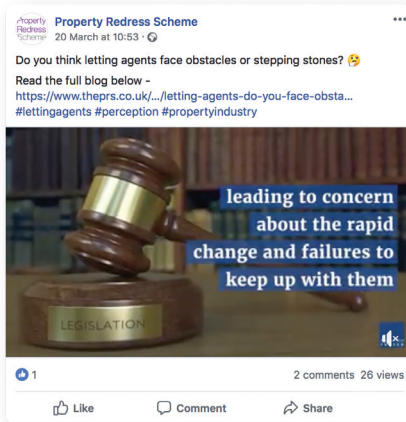 Property
Redress
Scheme
Property Redress Scheme
20 March at 10:53 ·
Do you think letting agents face obstacles or stepping stones? 🤔
Read the full blog below -
https://www.theprs.co.uk/.../letting-agents-do-you-face-obsta...
#lettingagents #perception #propertyindustry
leading to concern
about the rapid
change and failures to
keep up with them
LEGISLATION
1
2 comments 26 views
Like Comment Share